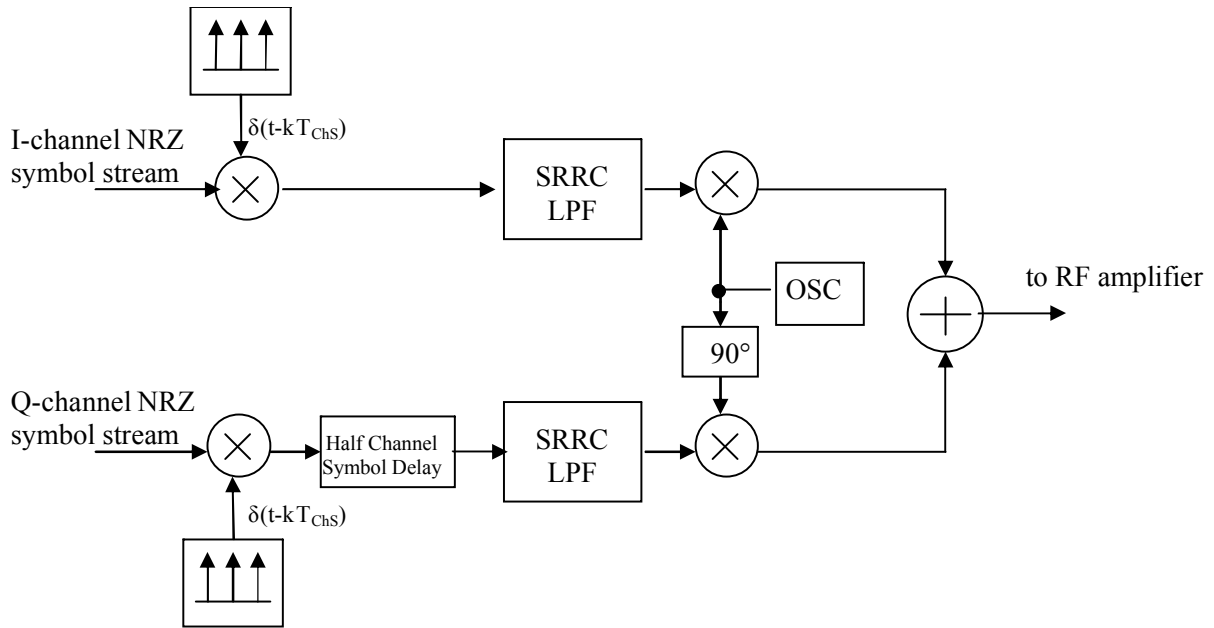 I-channel NRZ
symbol stream
δ(t-kT_ChS)
SRRC
LPF
OSC
to RF amplifier
90°
Q-channel NRZ
symbol stream
Half Channel
Symbol Delay
SRRC
LPF
δ(t-kT_ChS)